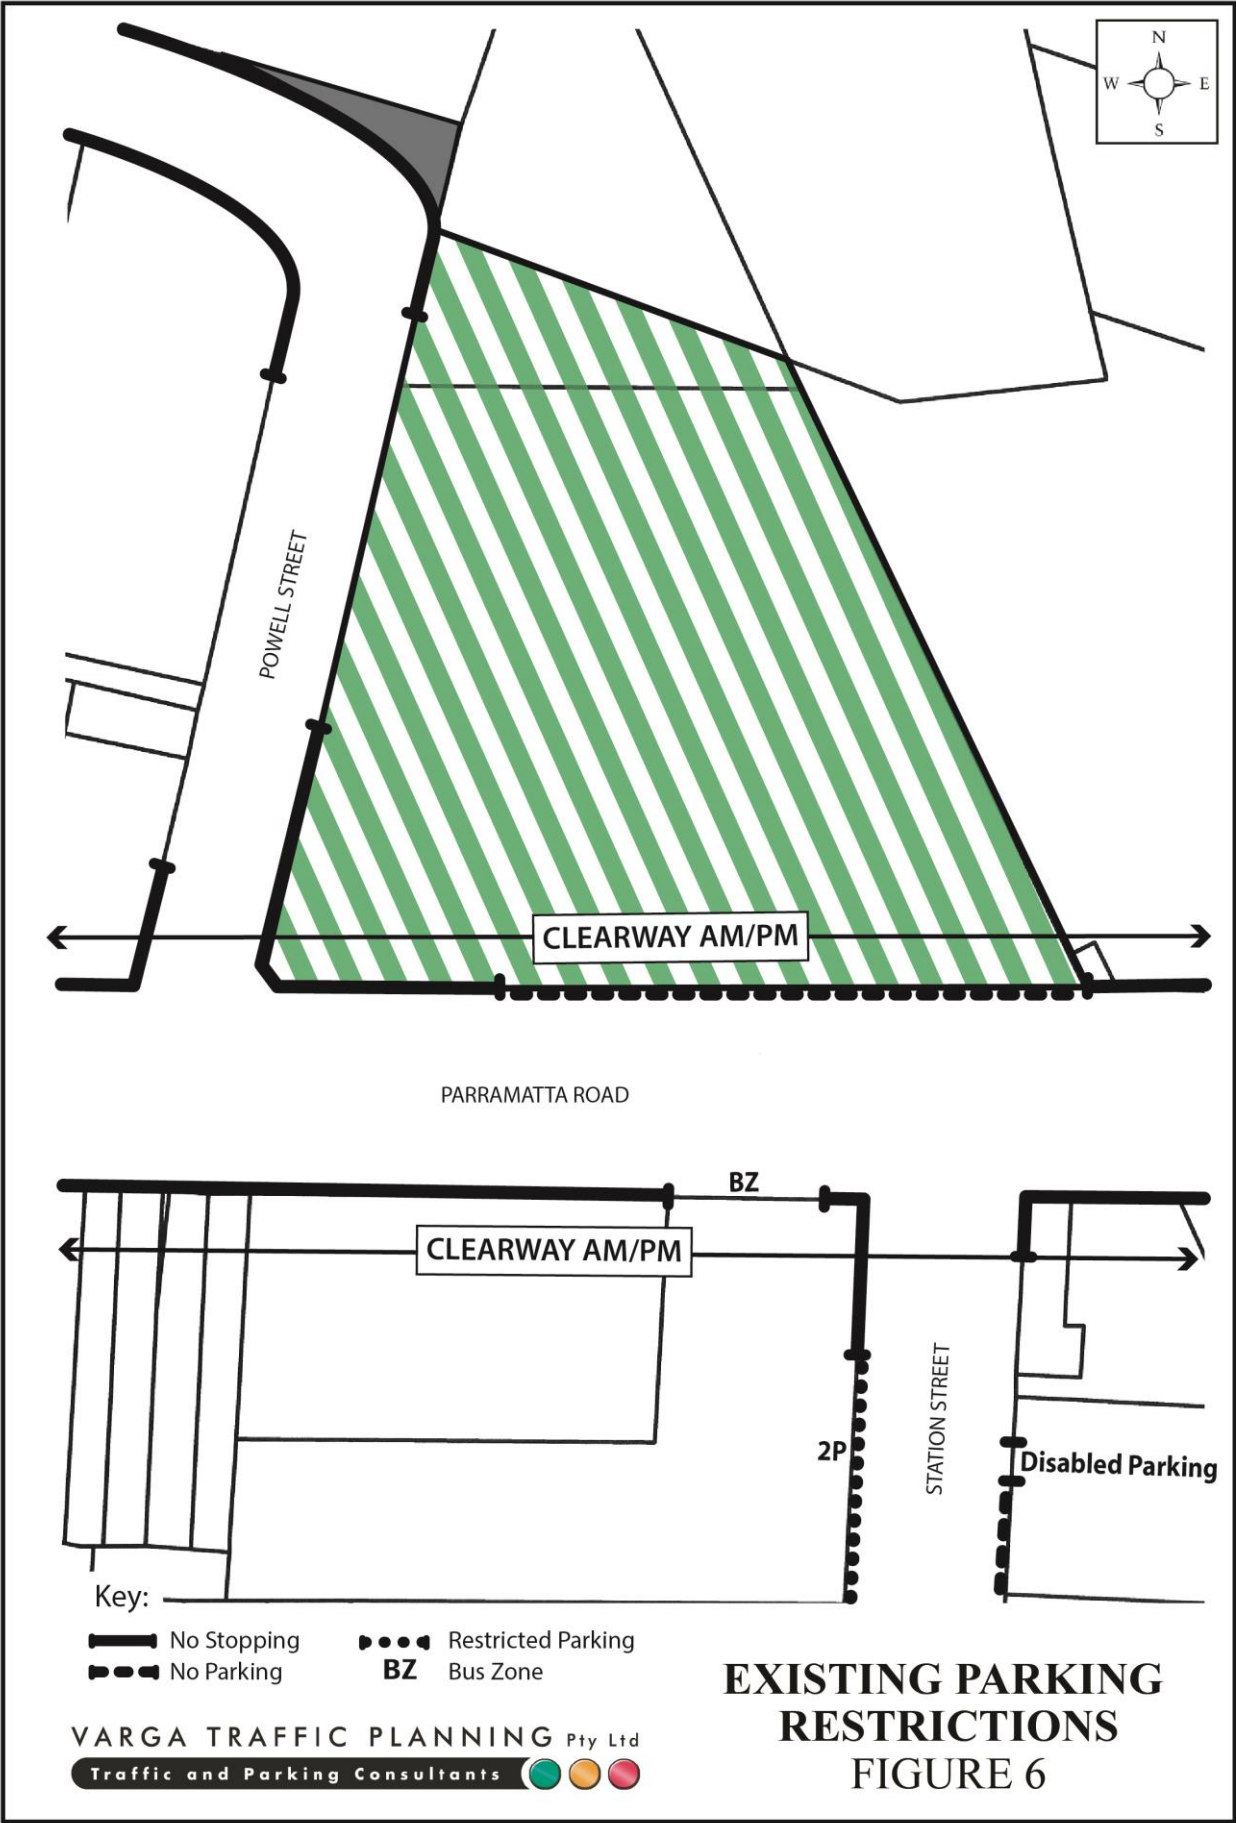 N
W E
S
POWELL STREET
CLEARWAY AM/PM
PARRAMATTA ROAD
BZ
CLEARWAY AM/PM
STATION STREET
2P
Disabled Parking
Key:
No Stopping
Restricted Parking
No Parking
BZ Bus Zone
EXISTING PARKING
RESTRICTIONS
FIGURE 6
VARGA TRAFFIC PLANNING Pty Ltd
Traffic and Parking Consultants